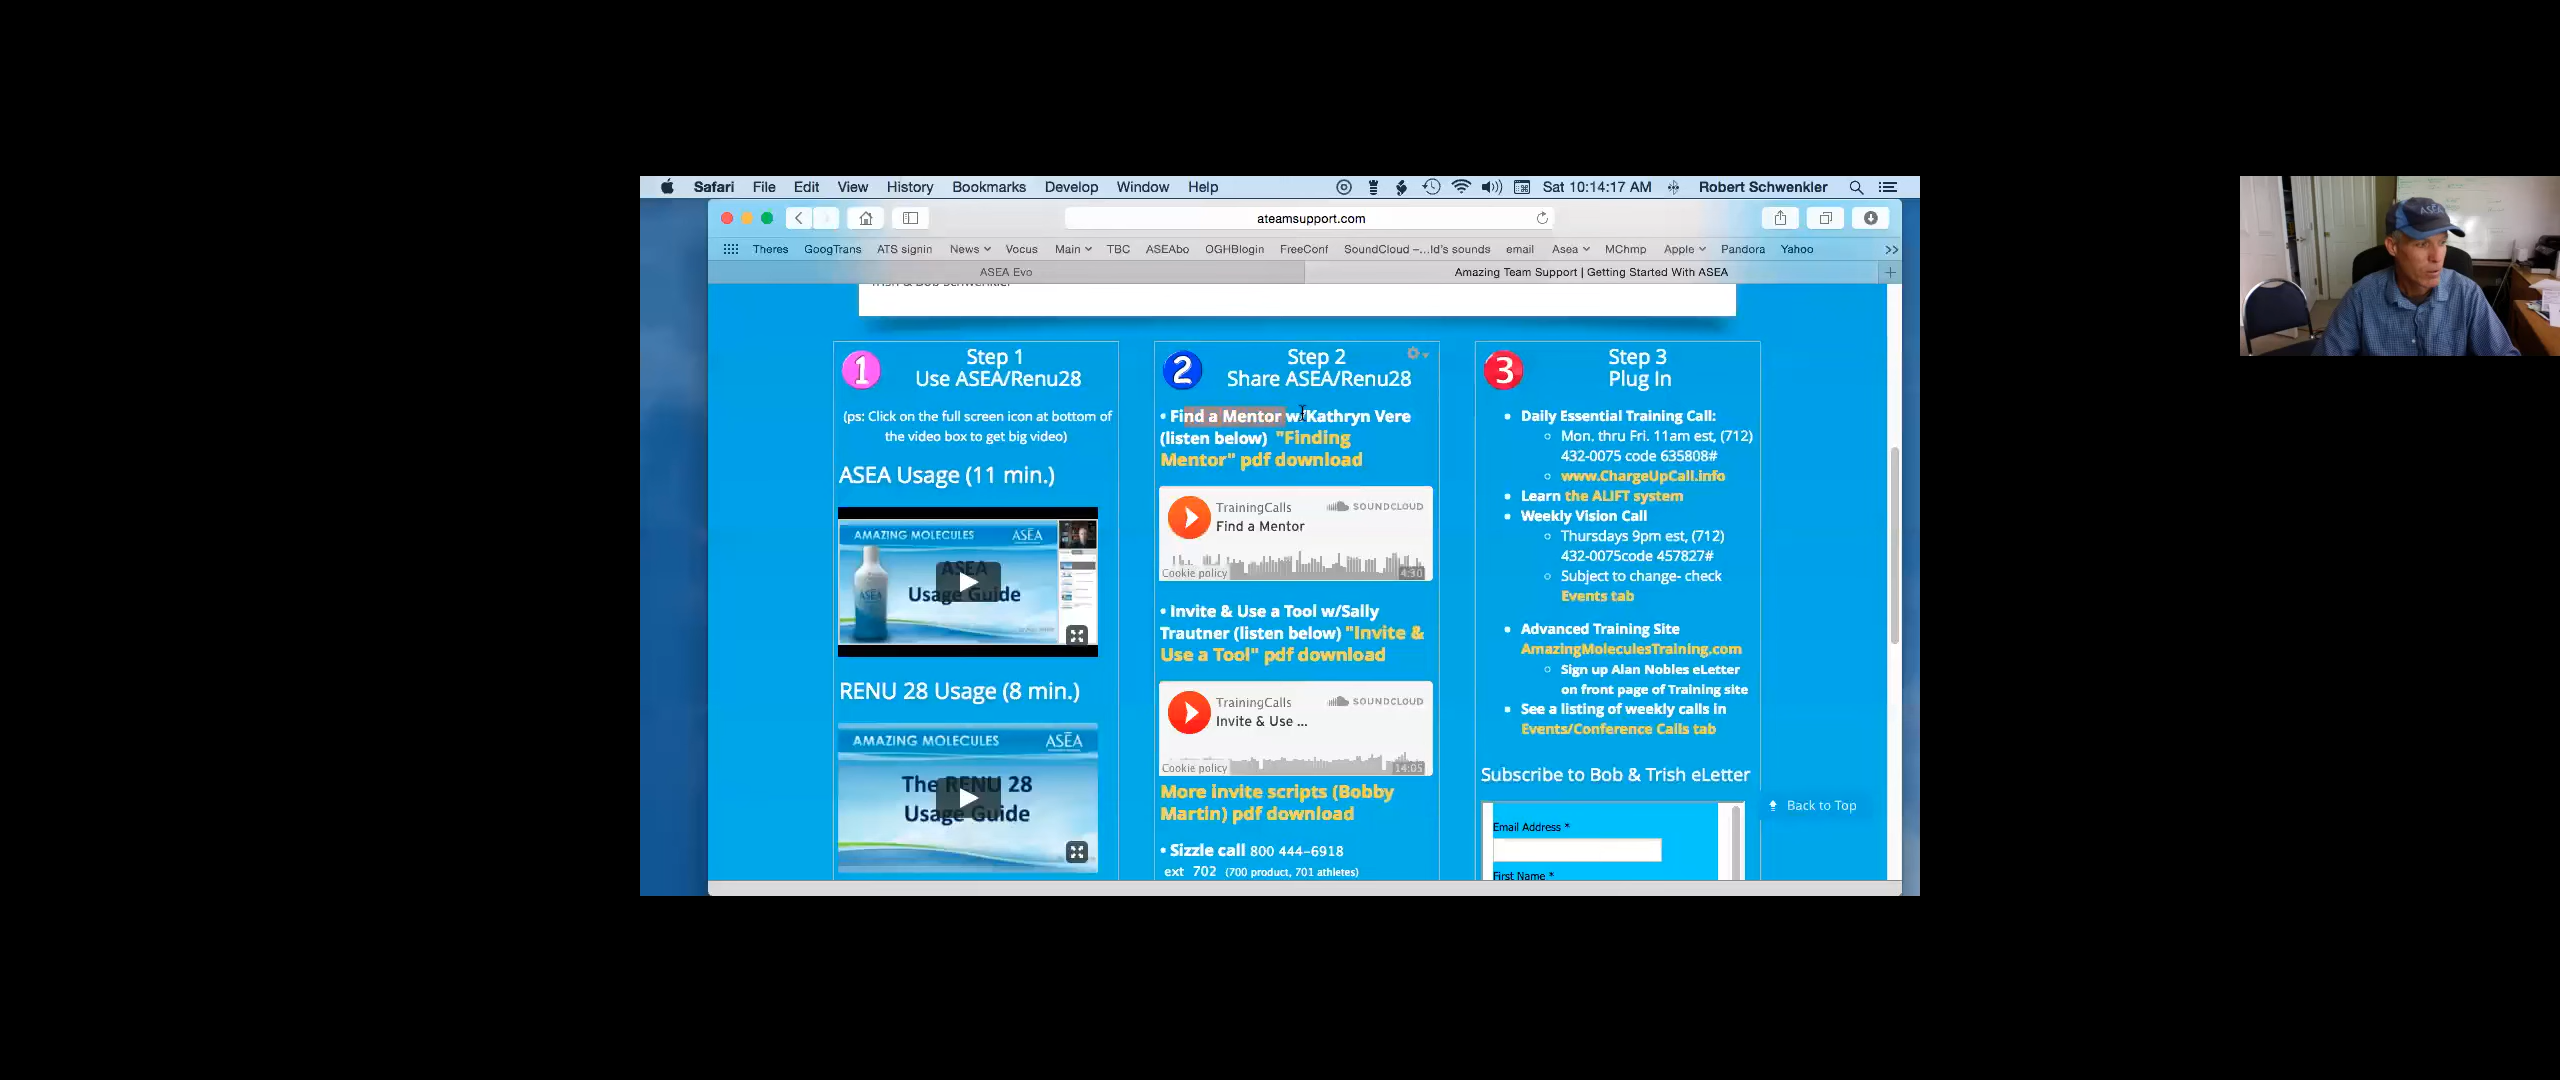 Safari File Edit View History Bookmarks Develop Window Help Sat 10:14:17 AM Robert Schwenkler
ateamsupport.com
Theres GoogTrans ATS signin News Vocus Main TBC ASEAbo OGHBlogin FreeConf SoundCloud –...ld's sounds email Asea MChmp Apple Pandora Yahoo >>
ASEA Evo Amazing Team Support | Getting Started With ASEA
Trish & Bob Schwenkler
1
Step 1
Use ASEA/Renu28
(ps: Click on the full screen icon at bottom of
the video box to get big video)
ASEA Usage (11 min.)
AMAZING MOLECULES ASEA
ASEA
Usage Guide
ASEA
RENU 28 Usage (8 min.)
AMAZING MOLECULES ASEA
The RENU 28
Usage Guide
2
Step 2
Share ASEA/Renu28
• Find a Mentor w/Kathryn Vere
(listen below) "Finding
Mentor" pdf download
TrainingCalls SOUNDCLOUD
Find a Mentor
Cookie policy 4:30
• Invite & Use a Tool w/Sally
Trautner (listen below) "Invite &
Use a Tool" pdf download
TrainingCalls SOUNDCLOUD
Invite & Use ...
Cookie policy 14:05
More invite scripts (Bobby
Martin) pdf download
• Sizzle call 800 444-6918
ext 702 (700 product, 701 athletes)
3
Step 3
Plug In
• Daily Essential Training Call:
Mon. thru Fri. 11am est, (712)
432-0075 code 635808#
www.ChargeUpCall.info
• Learn the ALIFT system
• Weekly Vision Call
Thursdays 9pm est, (712)
432-0075code 457827#
Subject to change- check
Events tab
• Advanced Training Site
AmazingMoleculesTraining.com
Sign up Alan Nobles eLetter
on front page of Training site
• See a listing of weekly calls in
Events/Conference Calls tab
Subscribe to Bob & Trish eLetter
Email Address *
First Name *
Back to Top
ASEA